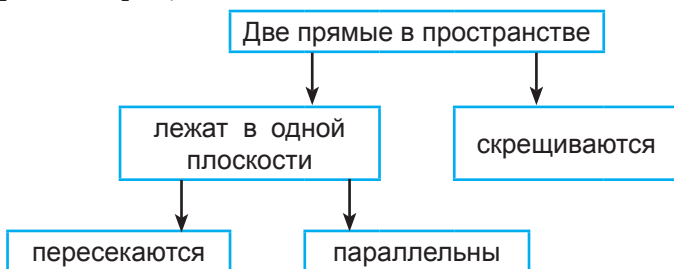 Две прямые в пространстве
лежат в одной
плоскости
скрещиваются
пересекаются
параллельны